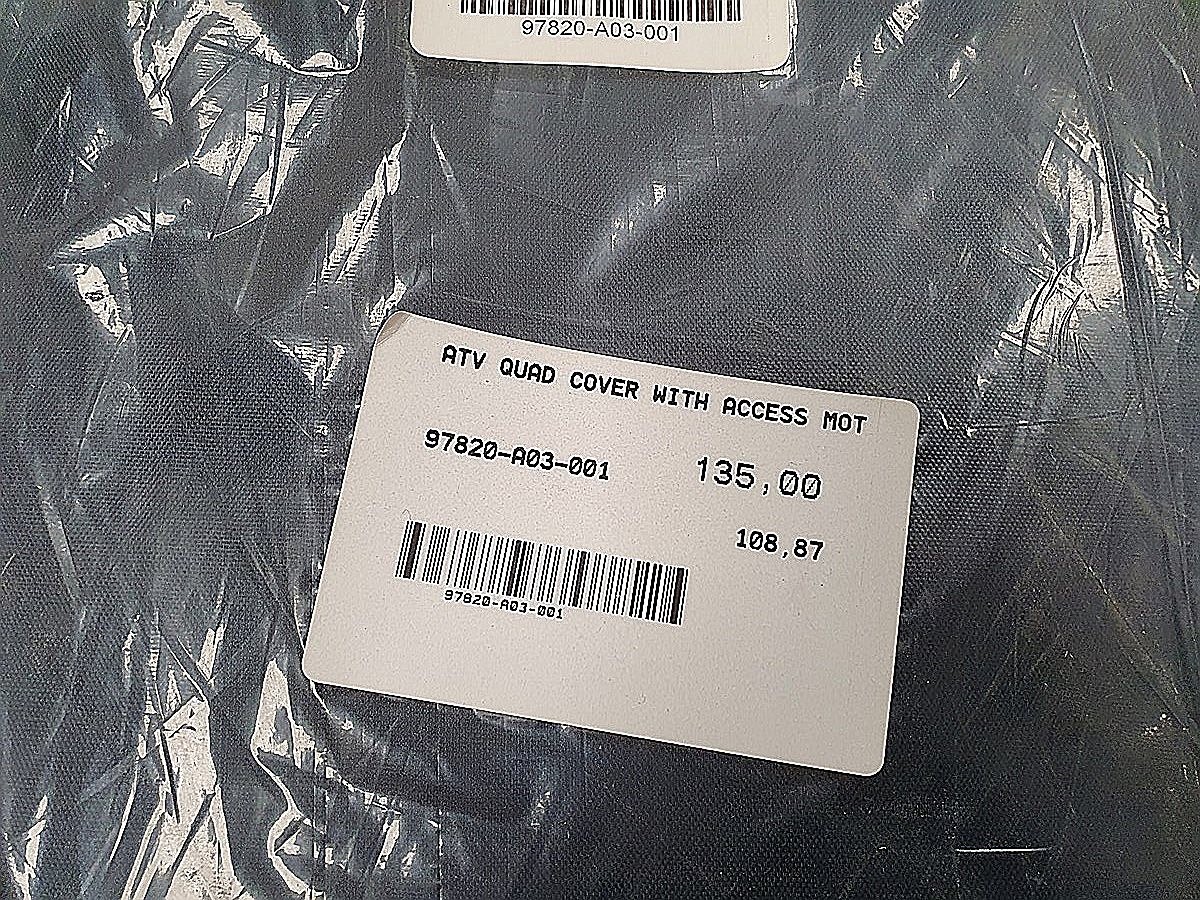 97820-A03-001
ATV QUAD COVER WITH ACCESS MOT
97820-A03-001 135,00
108,87
97820-A03-001